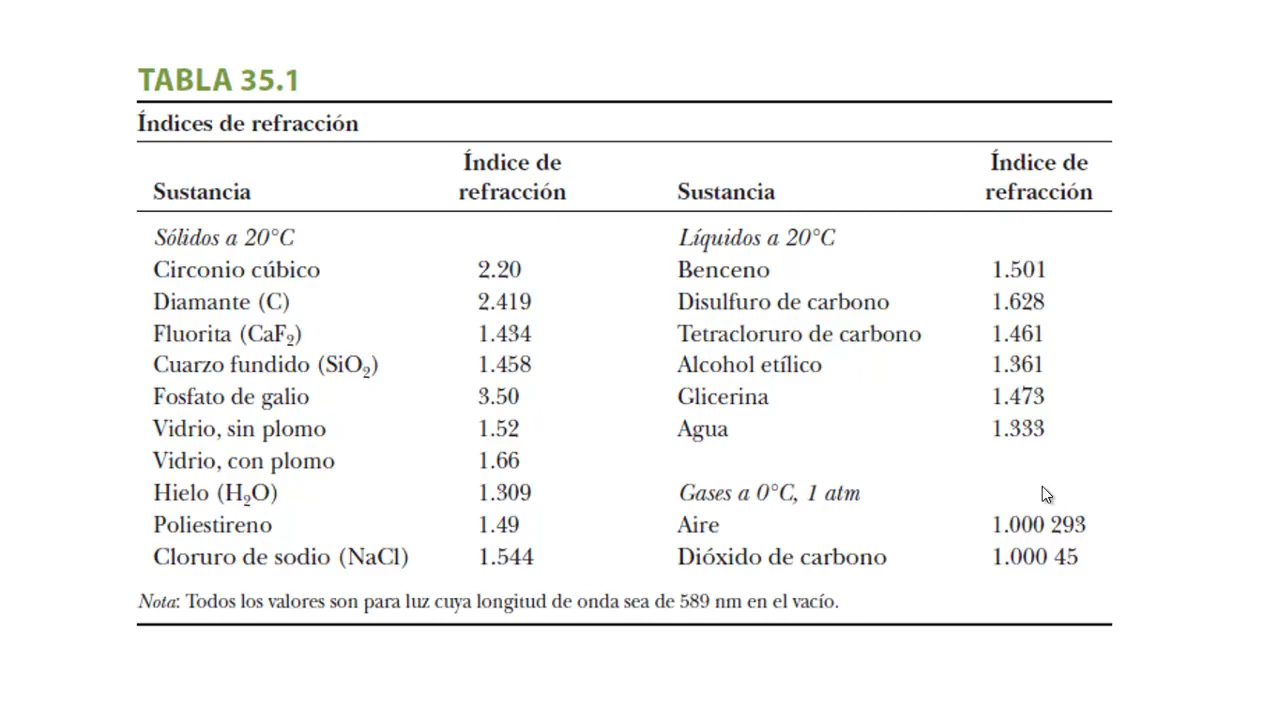 TABLA 35.1
Índices de refracción
Índice de Índice de
Sustancia refracción Sustancia refracción
Sólidos a 20°C Líquidos a 20°C
Circonio cúbico 2.20 Benceno 1.501
Diamante (C) 2.419 Disulfuro de carbono 1.628
Fluorita (CaF₂) 1.434 Tetracloruro de carbono 1.461
Cuarzo fundido (SiO₂) 1.458 Alcohol etílico 1.361
Fosfato de galio 3.50 Glicerina 1.473
Vidrio, sin plomo 1.52 Agua 1.333
Vidrio, con plomo 1.66
Hielo (H₂O) 1.309 Gases a 0°C, 1 atm
Poliestireno 1.49 Aire 1.000 293
Cloruro de sodio (NaCl) 1.544 Dióxido de carbono 1.000 45
Nota: Todos los valores son para luz cuya longitud de onda sea de 589 nm en el vacío.